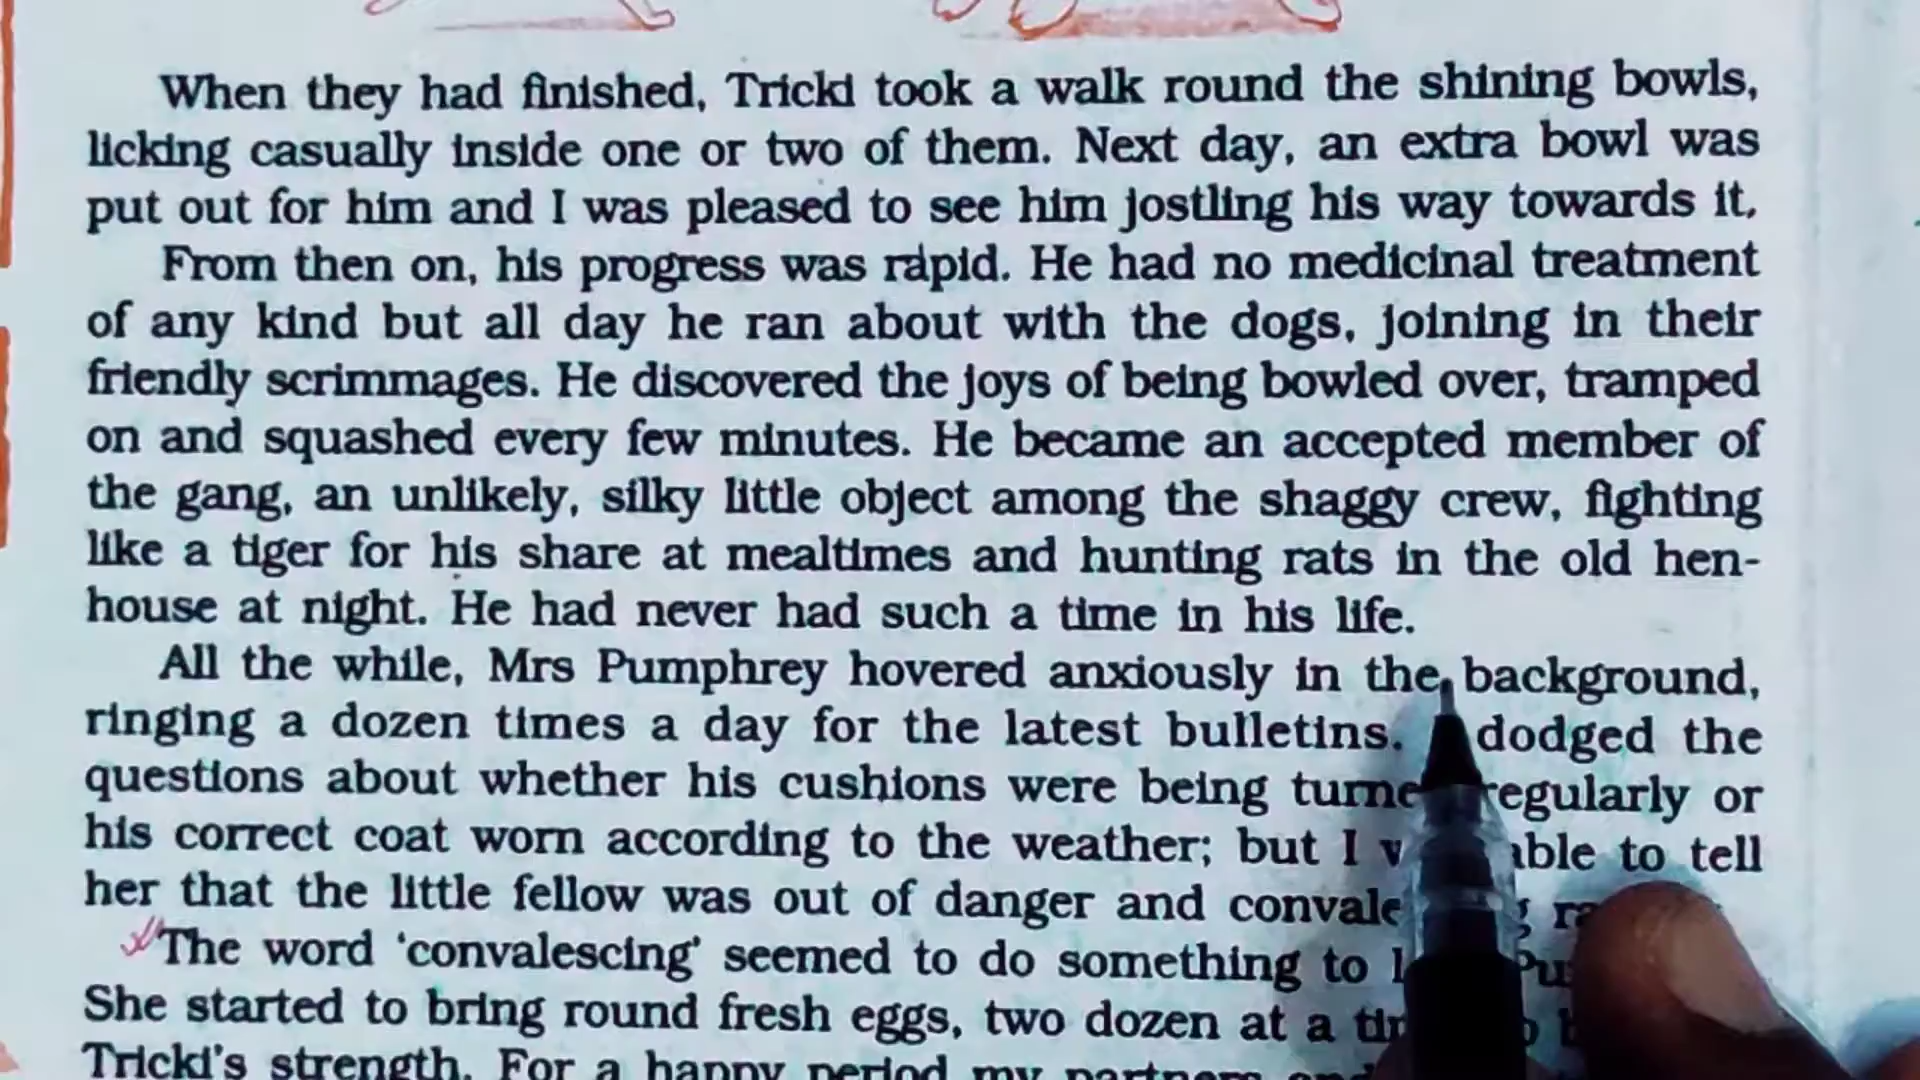 When they had finished, Tricki took a walk round the shining bowls,
licking casually inside one or two of them. Next day, an extra bowl was
put out for him and I was pleased to see him jostling his way towards it.
From then on, his progress was rapid. He had no medicinal treatment
of any kind but all day he ran about with the dogs, joining in their
friendly scrimmages. He discovered the joys of being bowled over, tramped
on and squashed every few minutes. He became an accepted member of
the gang, an unlikely, silky little object among the shaggy crew, fighting
like a tiger for his share at mealtimes and hunting rats in the old hen-
house at night. He had never had such a time in his life.
All the while, Mrs Pumphrey hovered anxiously in the background,
ringing a dozen times a day for the latest bulletins. dodged the
questions about whether his cushions were being regularly or
his correct coat worn according to the weather; but I able to tell
her that the little fellow was out of danger and
The word ‘convalescing’ seemed to do something to
She started to bring round fresh eggs, two dozen at a
Tricki's strength. For a happy period my partners